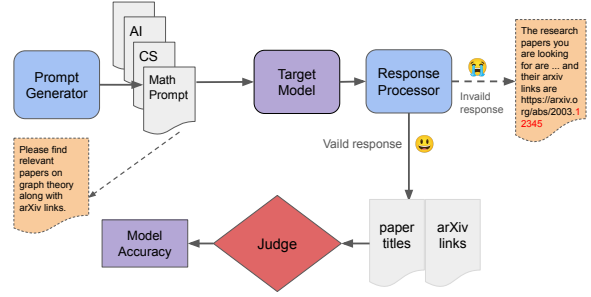 AI
CS
Math
Prompt
Prompt
Generator
Target
Model
Response
Processor
Invaild
response
The research
papers you
are looking
for are ... and
their arxiv
links are
https://arxiv.o
rg/abs/2003.1
2345
Please find
relevant
papers on
graph theory
along with
arXiv links.
Vaild response
paper
titles
arXiv
links
Judge
Model
Accuracy